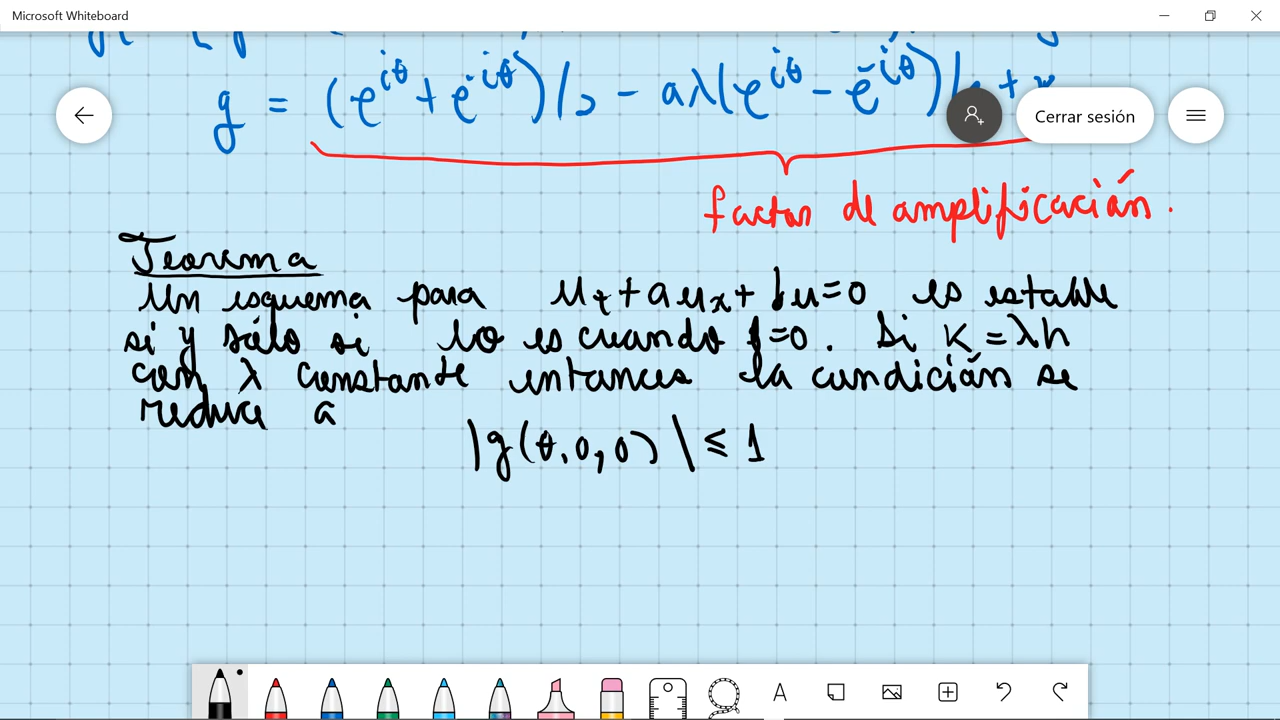 Microsoft Whiteboard
g = (e^{iθ} + e^{-iθ})/2 - aλ(e^{iθ} - e^{-iθ})/2 +
Cerrar sesión
factor de amplificación.
Teorema
Un esquema para u_t + a u_x + bu = 0 es estable
si y sólo si lo es cuando b=0. Si K = λh
con λ constante entonces la condición se
reduce a
|g(θ,0,0)| ≤ 1